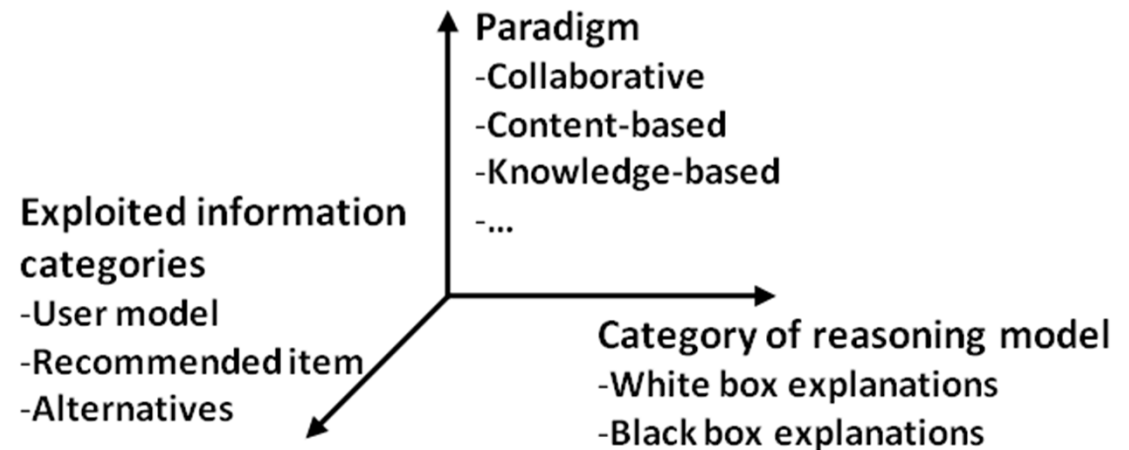 Paradigm
-Collaborative
-Content-based
-Knowledge-based
-...
Exploited information
categories
-User model
-Recommended item
-Alternatives
Category of reasoning model
-White box explanations
-Black box explanations